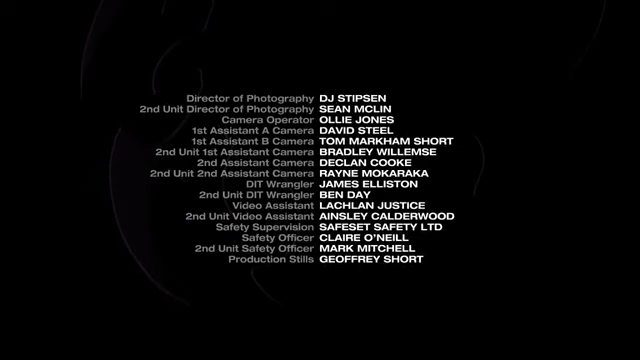 Director of Photography DJ STIPSEN
2nd Unit Director of Photography SEAN MCLIN
Camera Operator OLLIE JONES
1st Assistant A Camera DAVID STEEL
1st Assistant B Camera TOM MARKHAM SHORT
2nd Unit 1st Assistant Camera BRADLEY WILLEMSE
2nd Assistant Camera DECLAN COOKE
2nd Unit 2nd Assistant Camera RAYNE MOKARAKA
DIT Wrangler JAMES ELLISTON
2nd Unit DIT Wrangler BEN DAY
Video Assistant LACHLAN JUSTICE
2nd Unit Video Assistant AINSLEY CALDERWOOD
Safety Supervision SAFESET SAFETY LTD
Safety Officer CLAIRE O'NEILL
2nd Unit Safety Officer MARK MITCHELL
Production Stills GEOFFREY SHORT